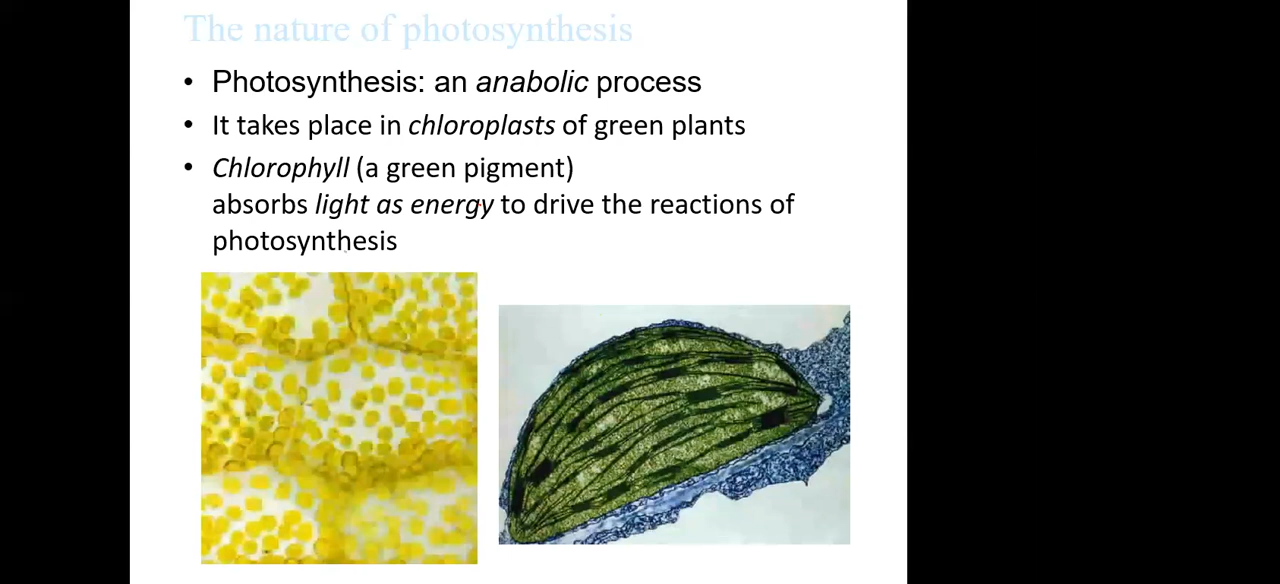 The nature of photosynthesis
• Photosynthesis: an anabolic process
• It takes place in chloroplasts of green plants
• Chlorophyll (a green pigment)
absorbs light as energy to drive the reactions of
photosynthesis